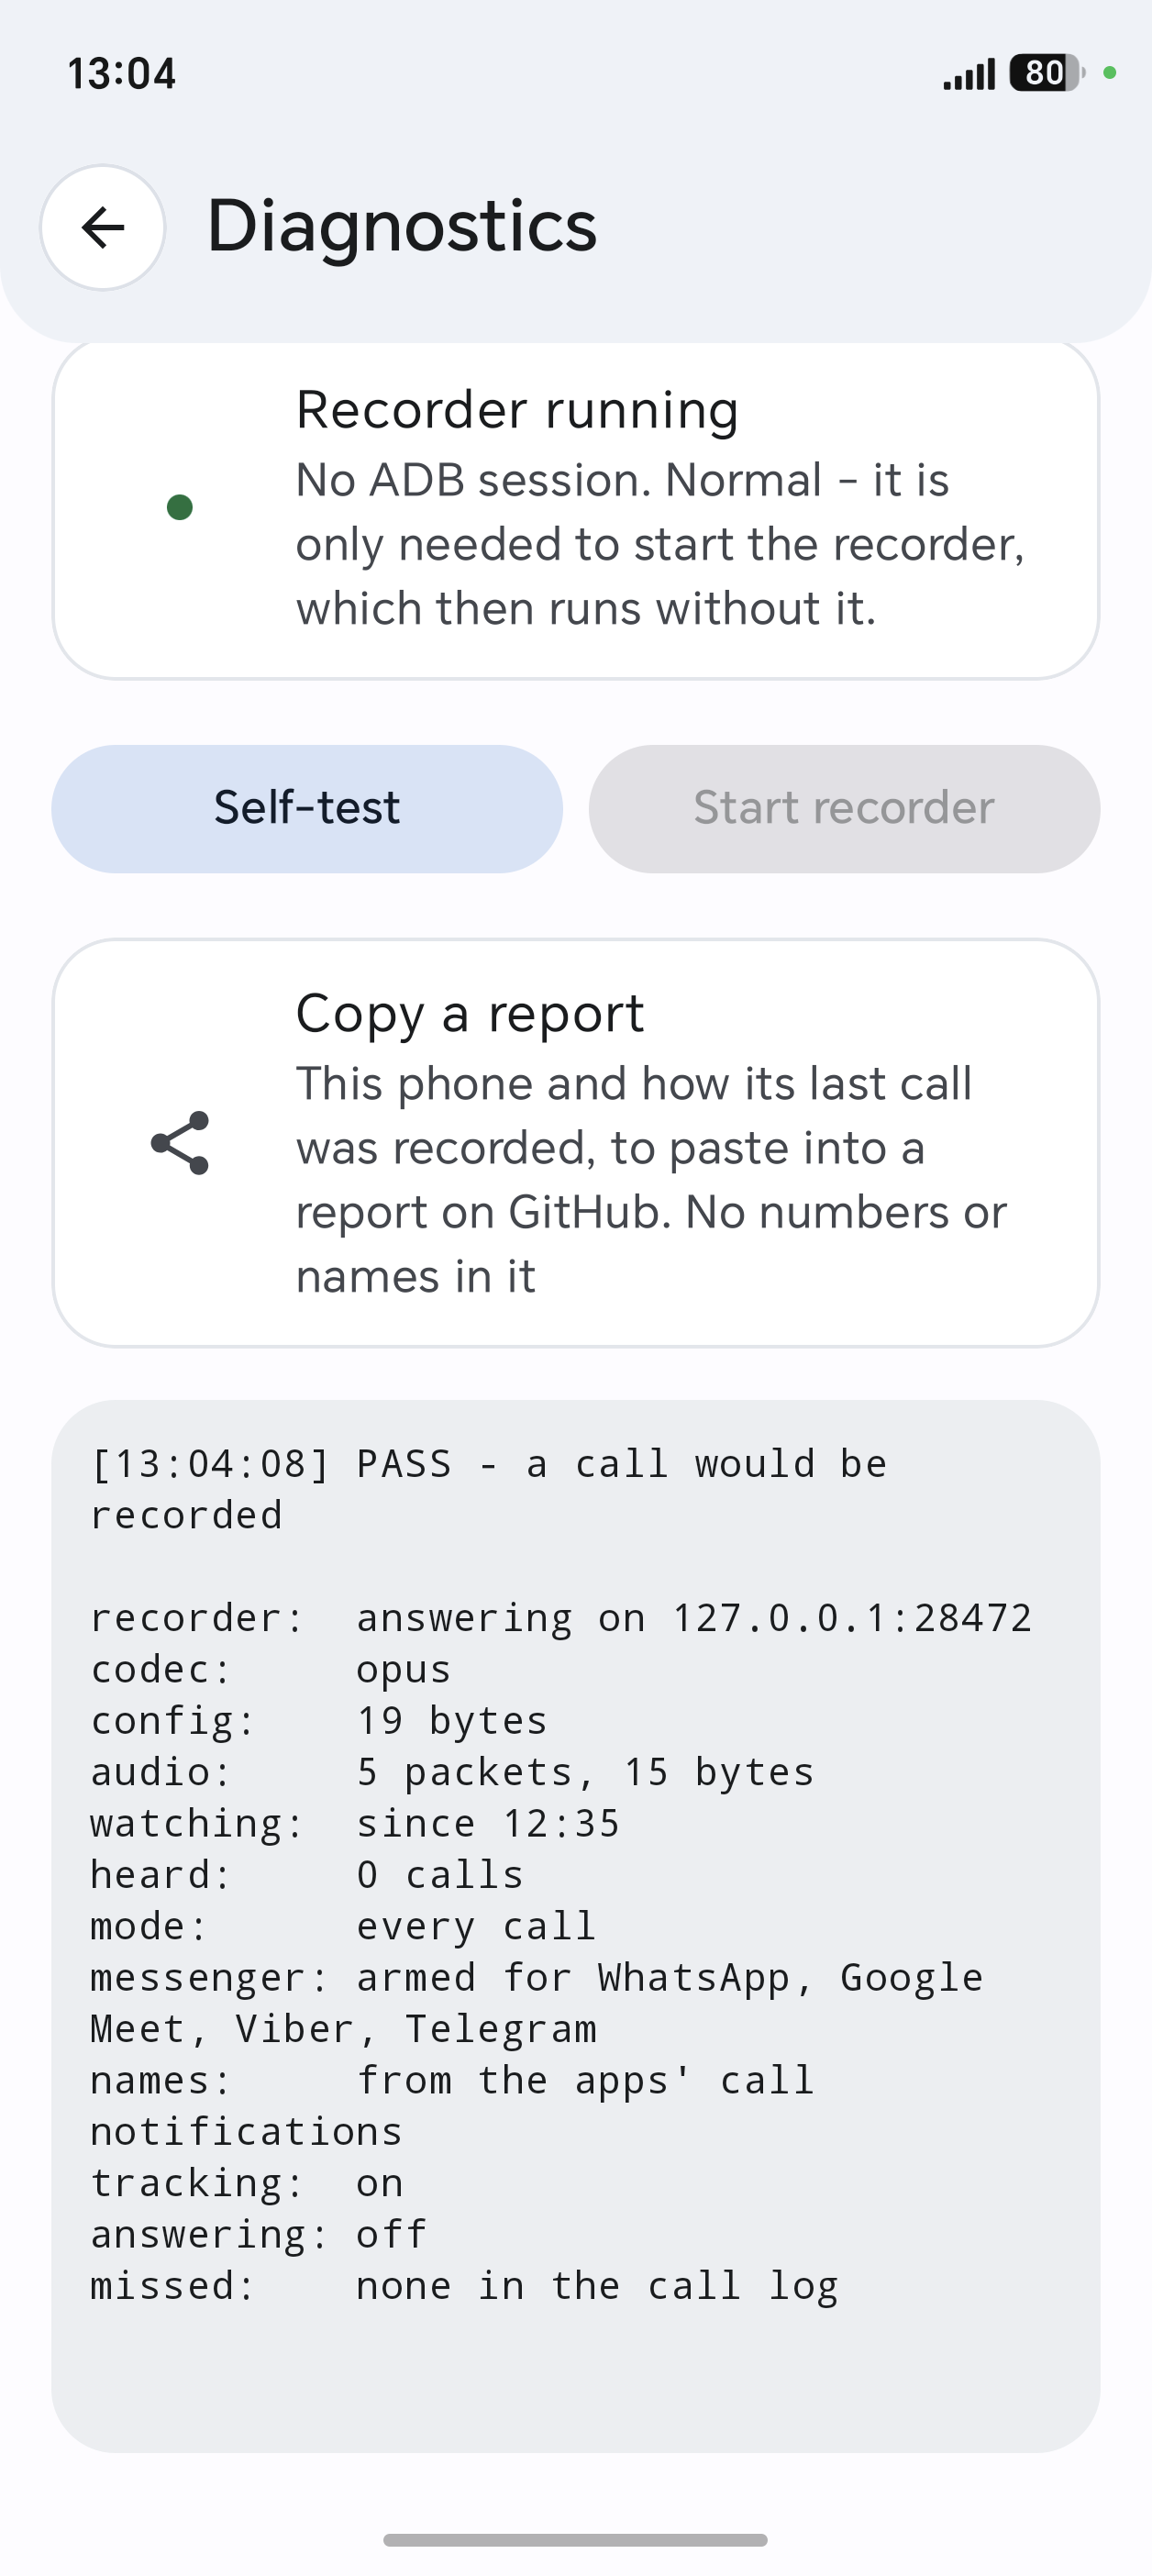 13:04
80
Diagnostics
Recorder running
No ADB session. Normal – it is
only needed to start the recorder,
which then runs without it.
Self-test
Start recorder
Copy a report
This phone and how its last call
was recorded, to paste into a
report on GitHub. No numbers or
names in it
[13:04:08] PASS - a call would be
recorded
recorder: answering on 127.0.0.1:28472
codec: opus
config: 19 bytes
audio: 5 packets, 15 bytes
watching: since 12:35
heard: 0 calls
mode: every call
messenger: armed for WhatsApp, Google
Meet, Viber, Telegram
names: from the apps' call
notifications
tracking: on
answering: off
missed: none in the call log